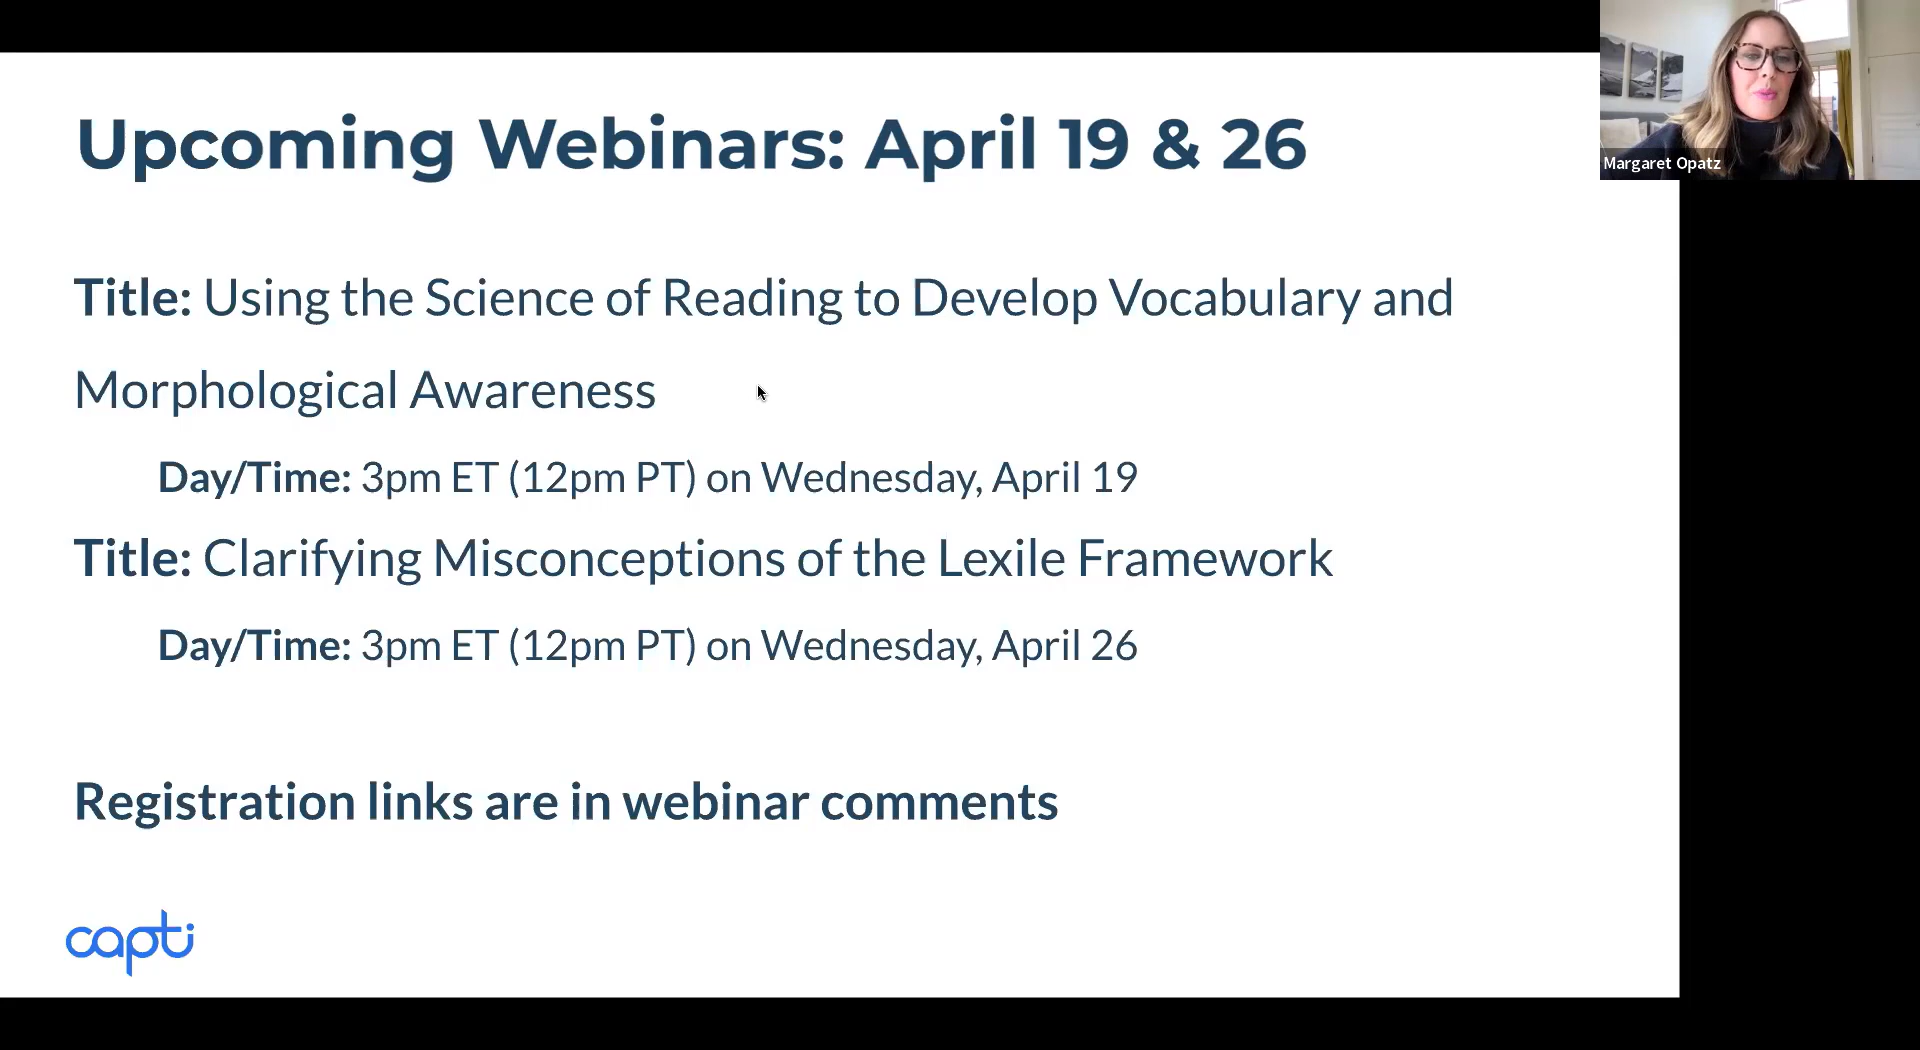 Upcoming Webinars: April 19 & 26
Margaret Opatz
Title: Using the Science of Reading to Develop Vocabulary and
Morphological Awareness
Day/Time: 3pm ET (12pm PT) on Wednesday, April 19
Title: Clarifying Misconceptions of the Lexile Framework
Day/Time: 3pm ET (12pm PT) on Wednesday, April 26
Registration links are in webinar comments
capti